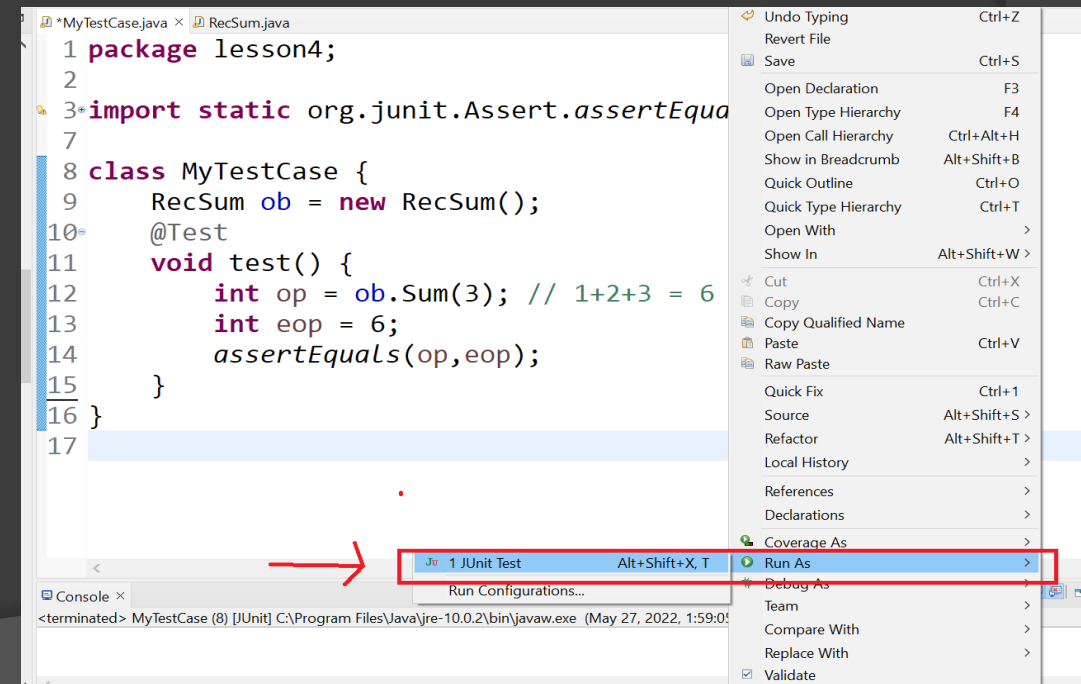 *MyTestCase.java
RecSum.java
1 package lesson4;
2
3 import static org.junit.Assert.assertEqua
7
8 class MyTestCase {
9 RecSum ob = new RecSum();
10 @Test
11 void test() {
12 int op = ob.Sum(3); // 1+2+3 = 6
13 int eop = 6;
14 assertEquals(op,eop);
15 }
16 }
17
Undo Typing Ctrl+Z
Revert File
Save Ctrl+S
Open Declaration F3
Open Type Hierarchy F4
Open Call Hierarchy Ctrl+Alt+H
Show in Breadcrumb Alt+Shift+B
Quick Outline Ctrl+O
Quick Type Hierarchy Ctrl+T
Open With >
Show In Alt+Shift+W >
Cut Ctrl+X
Copy Ctrl+C
Copy Qualified Name
Paste Ctrl+V
Raw Paste
Quick Fix Ctrl+1
Source Alt+Shift+S >
Refactor Alt+Shift+T >
Local History >
References >
Declarations >
Coverage As >
Run As >
Debug As >
Team >
Compare With >
Replace With >
Validate
Ju 1 JUnit Test Alt+Shift+X, T
Run Configurations...
Console
<terminated> MyTestCase (8) [JUnit] C:\Program Files\Java\jre-10.0.2\bin\javaw.exe (May 27, 2022, 1:59:05